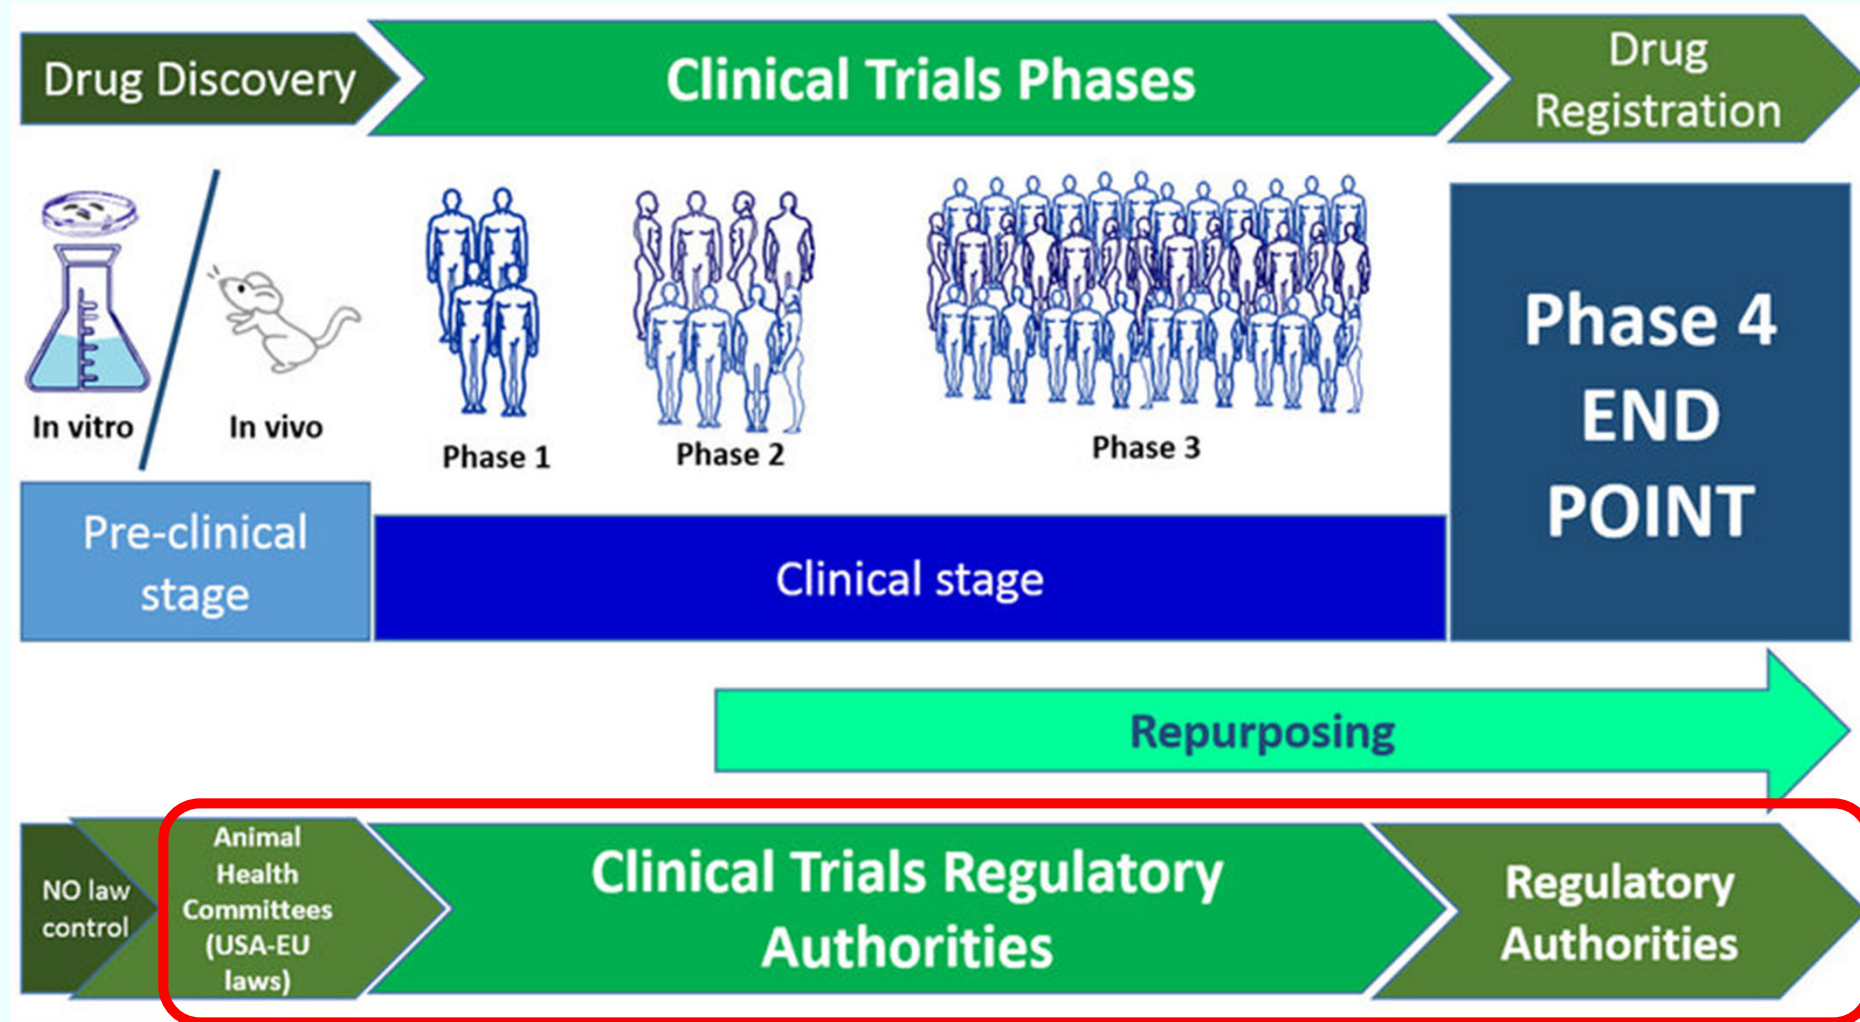 Drug Discovery
Clinical Trials Phases
Drug
Registration
In vitro
In vivo
Phase 1
Phase 2
Phase 3
Phase 4
END
POINT
Pre-clinical
stage
Clinical stage
Repurposing
NO law
control
Animal
Health
Committees
(USA-EU
laws)
Clinical Trials Regulatory
Authorities
Regulatory
Authorities